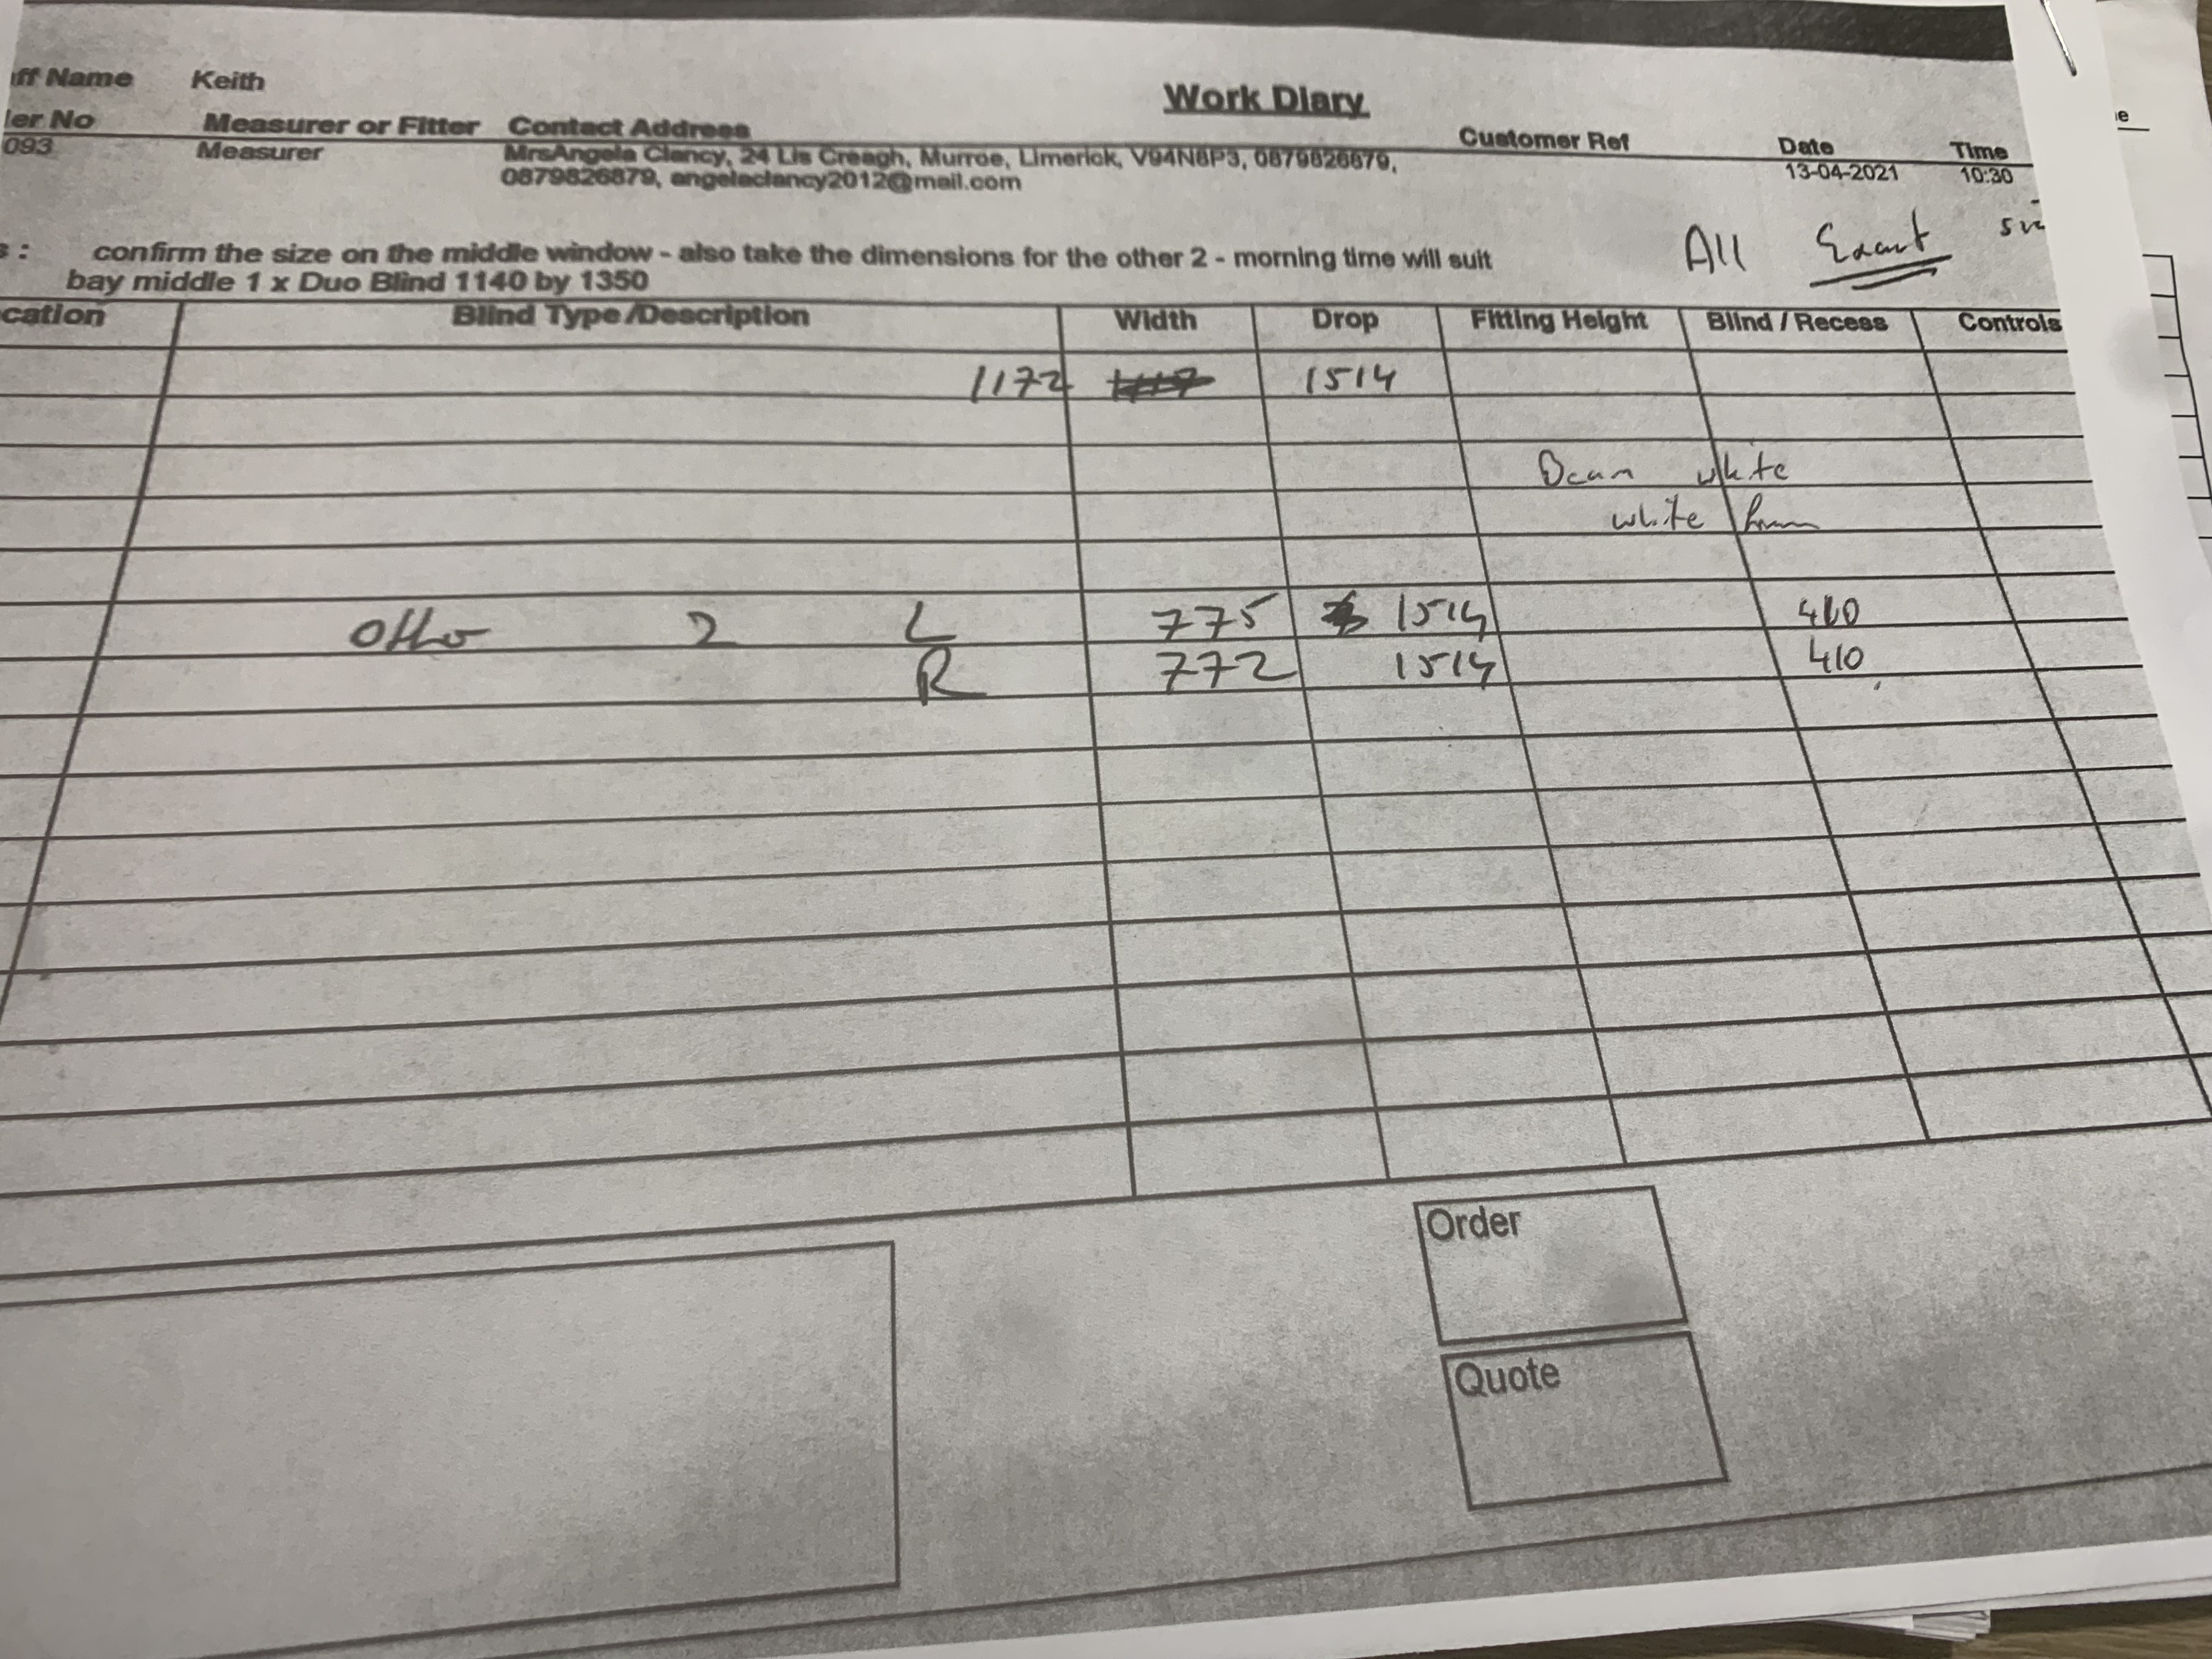 ff Name Keith Work Diary
er No Measurer or Fitter Contact Address Customer Ref Date Time
093 Measurer MrsAngela Clancy, 24 Lis Creagh, Murroe, Limerick, V94N8P3, 0879826879, 13-04-2021 10:30
0879826879, angelaclancy2012@mail.com
All Exact
s : confirm the size on the middle window - also take the dimensions for the other 2 - morning time will suit
bay middle 1 x Duo Blind 1140 by 1350
cation Blind Type/Description Width Drop Fitting Height Blind / Recess Controls
1172 1514
white
white
2 L 775 1514
R 772 1514 410
Order
Quote